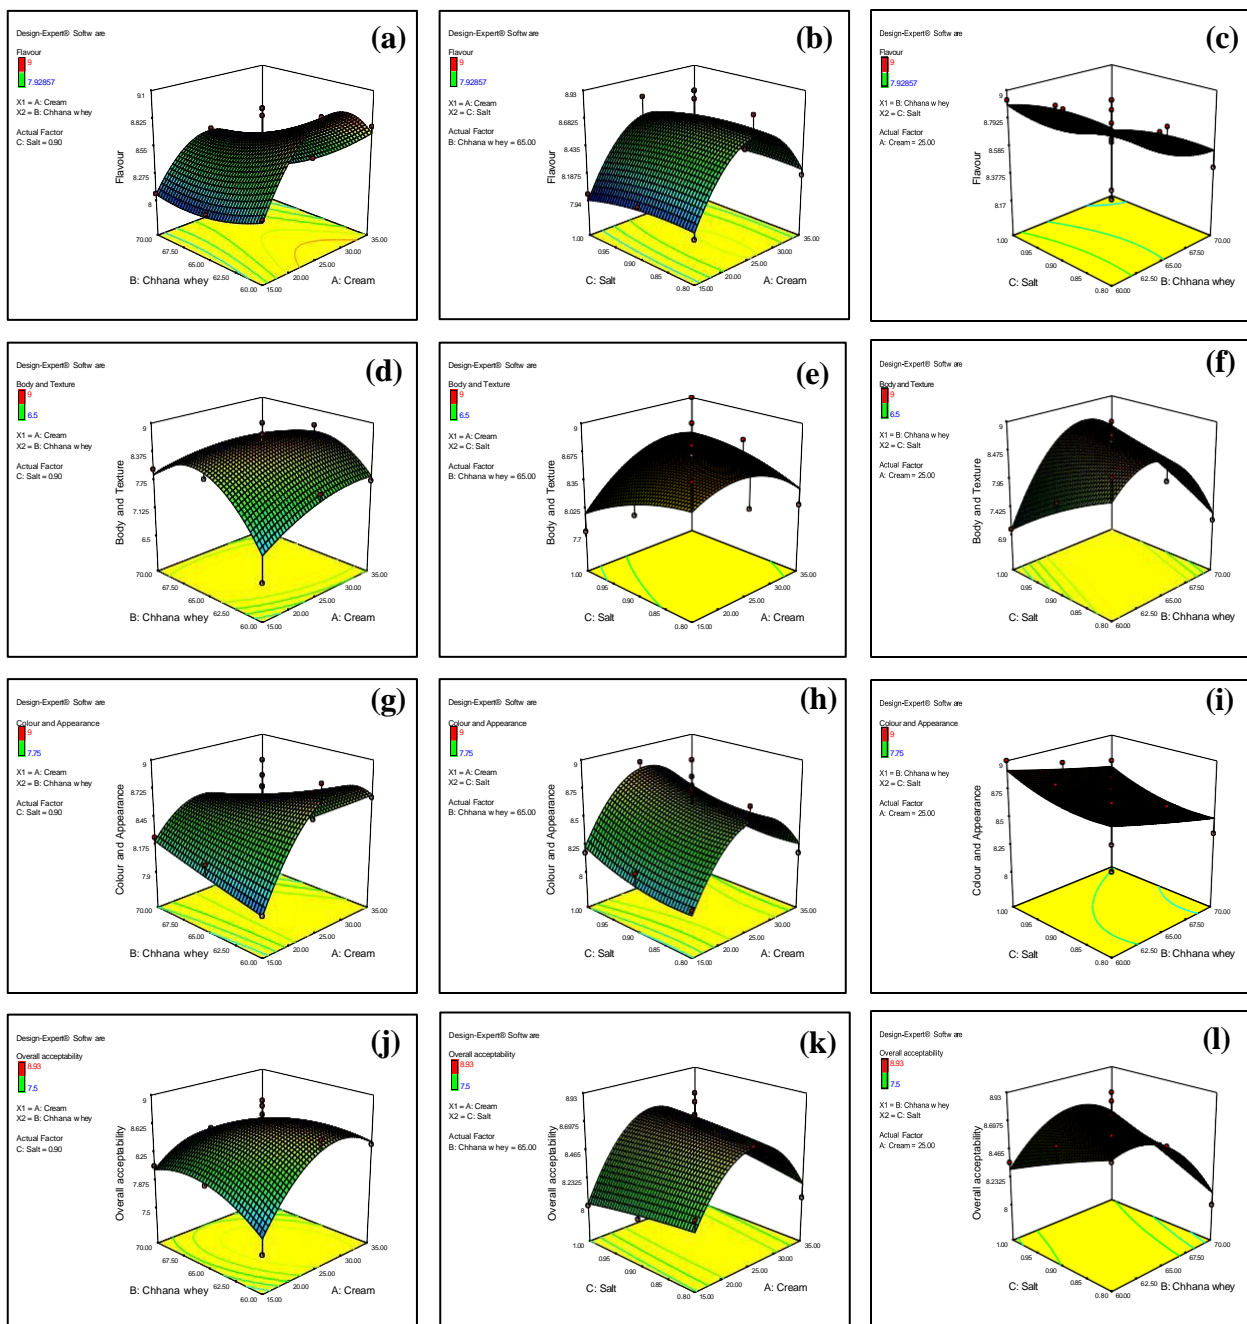 (a)
Design-Expert® Software
Flavour
9
7.92857
X1 = A: Cream
X2 = B: Chhana whey
Actual Factor
C: Salt = 0.90
9.1
8.825
8.55
8.275
8
Flavour
70.00
67.50
65.00
62.50
60.00
15.00
20.00
25.00
30.00
35.00
B: Chhana whey
A: Cream
(b)
Design-Expert® Software
Flavour
9
7.92857
X1 = A: Cream
X2 = C: Salt
Actual Factor
B: Chhana whey = 65.00
8.93
8.6825
8.435
8.1875
7.94
Flavour
1.00
0.95
0.90
0.85
0.80
15.00
20.00
25.00
30.00
35.00
C: Salt
A: Cream
(c)
Design-Expert® Software
Flavour
9
7.92857
X1 = B: Chhana whey
X2 = C: Salt
Actual Factor
A: Cream = 25.00
9
8.7925
8.585
8.3775
8.17
Flavour
1.00
0.95
0.90
0.85
0.80
60.00
62.50
65.00
67.50
70.00
C: Salt
B: Chhana whey
(d)
Design-Expert® Software
Body and Texture
9
6.5
X1 = A: Cream
X2 = B: Chhana whey
Actual Factor
C: Salt = 0.90
9
8.375
7.75
7.125
6.5
Body and Texture
70.00
67.50
65.00
62.50
60.00
15.00
20.00
25.00
30.00
35.00
B: Chhana whey
A: Cream
(e)
Design-Expert® Software
Body and Texture
9
6.5
X1 = A: Cream
X2 = C: Salt
Actual Factor
B: Chhana whey = 65.00
9
8.675
8.35
8.025
7.7
Body and Texture
1.00
0.95
0.90
0.85
0.80
15.00
20.00
25.00
30.00
35.00
C: Salt
A: Cream
(f)
Design-Expert® Software
Body and Texture
9
6.5
X1 = B: Chhana whey
X2 = C: Salt
Actual Factor
A: Cream = 25.00
9
8.475
7.95
7.425
6.9
Body and Texture
1.00
0.95
0.90
0.85
0.80
60.00
62.50
65.00
67.50
70.00
C: Salt
B: Chhana whey
(g)
Design-Expert® Software
Colour and Appearance
9
7.75
X1 = A: Cream
X2 = B: Chhana whey
Actual Factor
C: Salt = 0.90
9
8.725
8.45
8.175
7.9
Colour and Appearance
70.00
67.50
65.00
62.50
60.00
15.00
20.00
25.00
30.00
35.00
B: Chhana whey
A: Cream
(h)
Design-Expert® Software
Colour and Appearance
9
7.75
X1 = A: Cream
X2 = C: Salt
Actual Factor
B: Chhana whey = 65.00
9
8.75
8.5
8.25
8
Colour and Appearance
1.00
0.95
0.90
0.85
0.80
15.00
20.00
25.00
30.00
35.00
C: Salt
A: Cream
(i)
Design-Expert® Software
Colour and Appearance
9
7.75
X1 = B: Chhana whey
X2 = C: Salt
Actual Factor
A: Cream = 25.00
9
8.75
8.5
8.25
8
Colour and Appearance
1.00
0.95
0.90
0.85
0.80
60.00
62.50
65.00
67.50
70.00
C: Salt
B: Chhana whey
(j)
Design-Expert® Software
Overall acceptability
8.93
7.5
X1 = A: Cream
X2 = B: Chhana whey
Actual Factor
C: Salt = 0.90
9
8.625
8.25
7.875
7.5
Overall acceptability
70.00
67.50
65.00
62.50
60.00
15.00
20.00
25.00
30.00
35.00
B: Chhana whey
A: Cream
(k)
Design-Expert® Software
Overall acceptability
8.93
7.5
X1 = A: Cream
X2 = C: Salt
Actual Factor
B: Chhana whey = 65.00
8.93
8.6975
8.465
8.2325
8
Overall acceptability
1.00
0.95
0.90
0.85
0.80
15.00
20.00
25.00
30.00
35.00
C: Salt
A: Cream
(l)
Design-Expert® Software
Overall acceptability
8.93
7.5
X1 = B: Chhana whey
X2 = C: Salt
Actual Factor
A: Cream = 25.00
8.93
8.6975
8.465
8.2325
8
Overall acceptability
1.00
0.95
0.90
0.85
0.80
60.00
62.50
65.00
67.50
70.00
C: Salt
B: Chhana whey